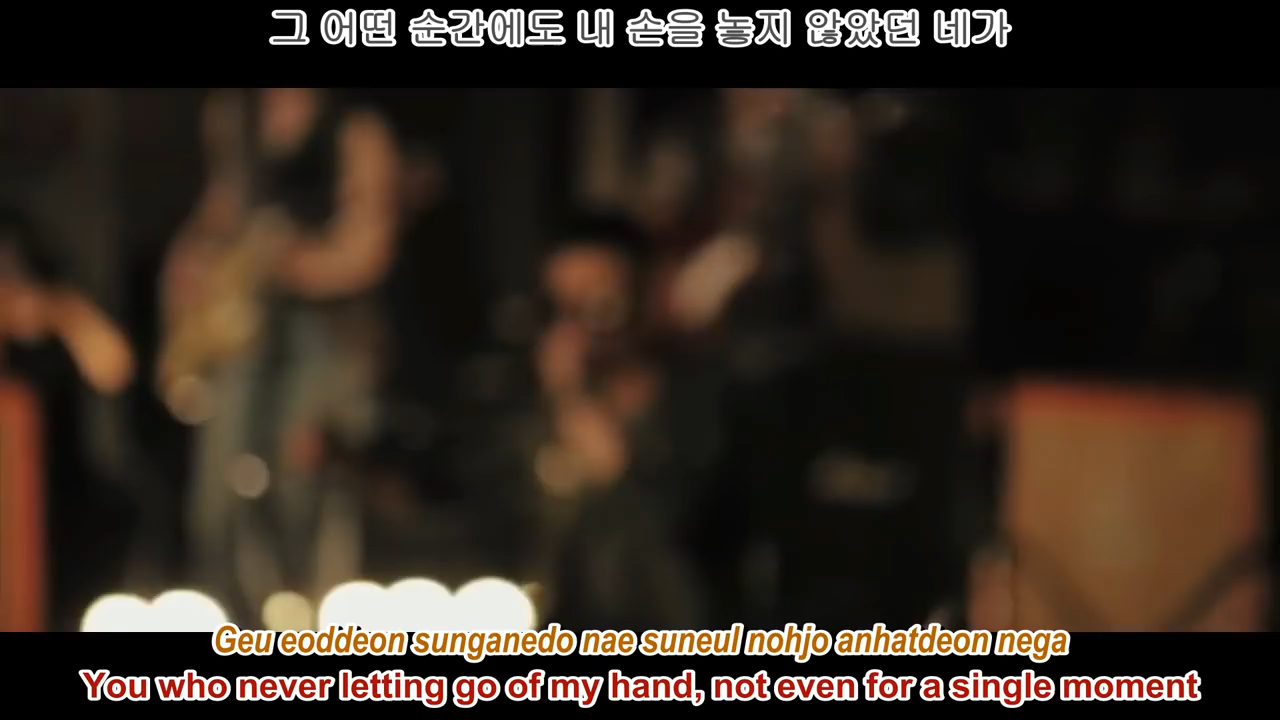 그 어떤 순간에도 내 손을 놓지 않았던 네가
Geu eoddeon sunganedo nae suneul nohjo anhatdeon nega
You who never letting go of my hand, not even for a single moment